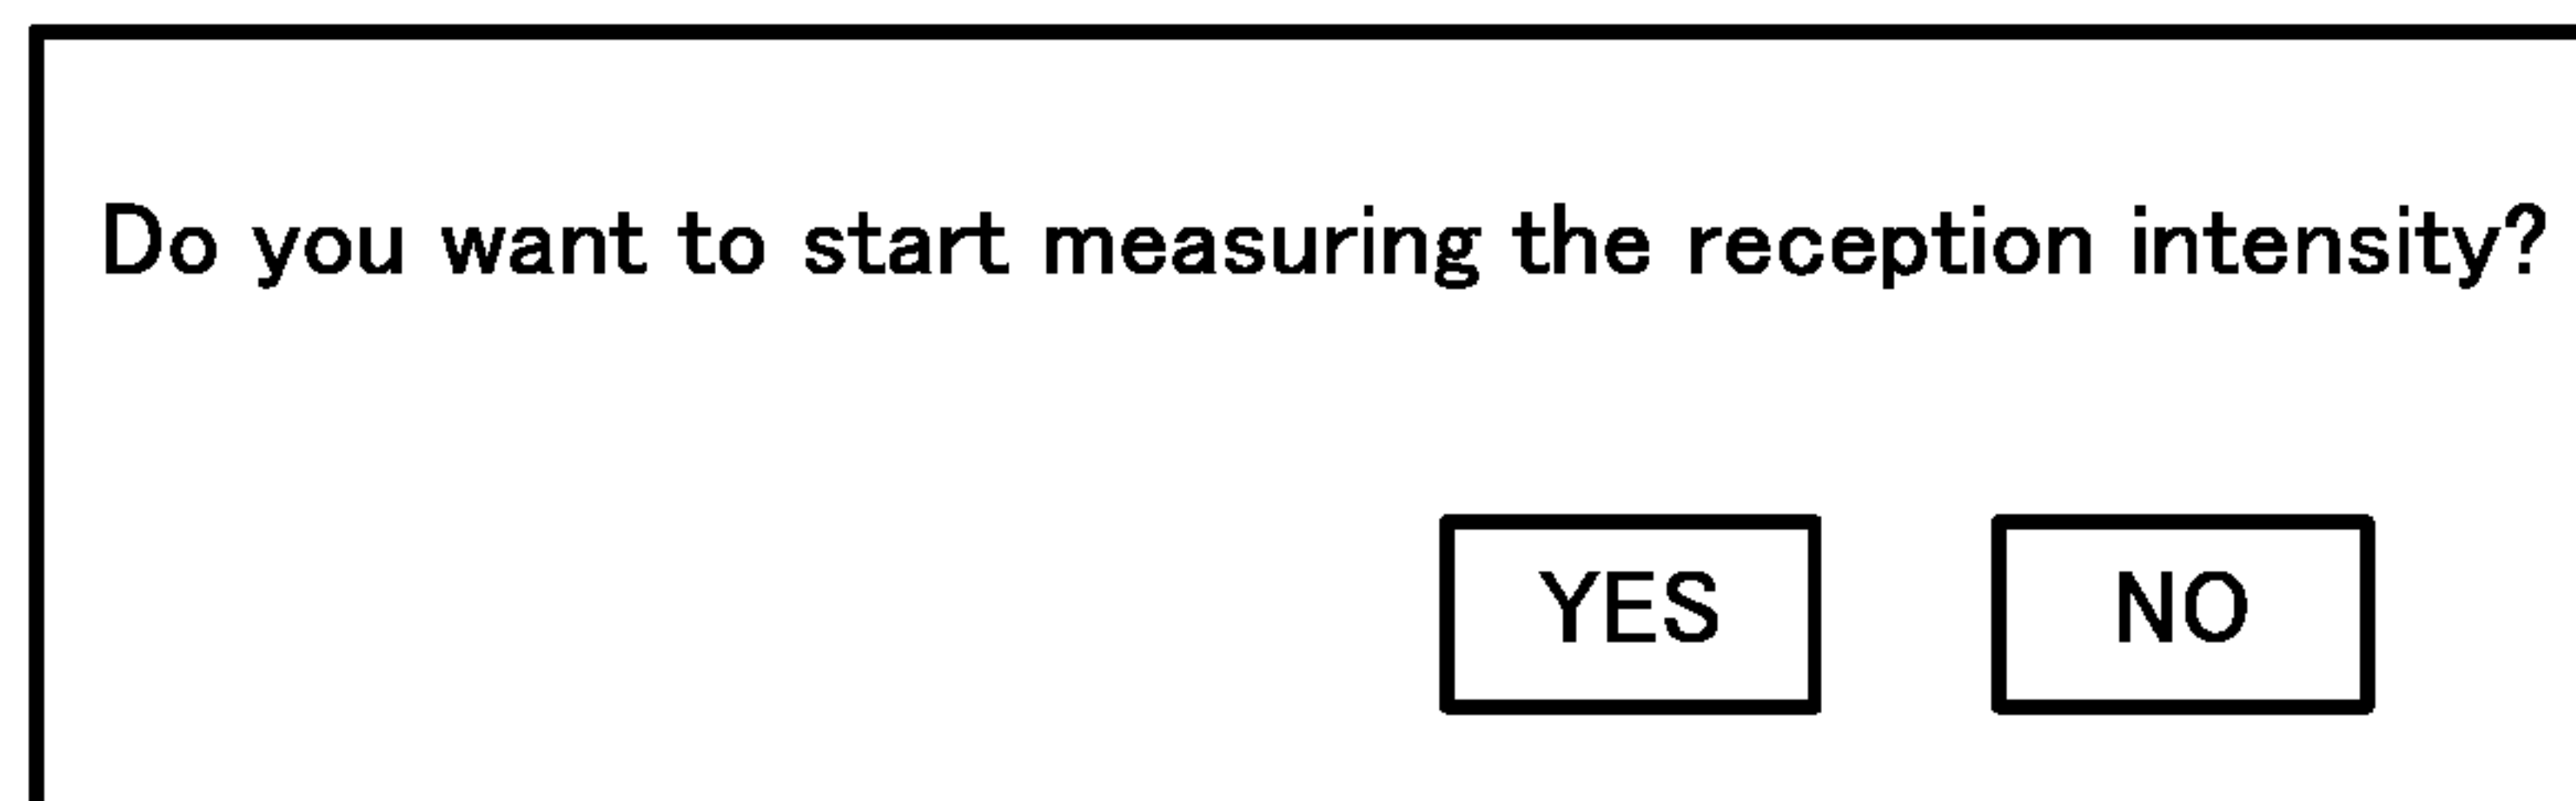 Do you want to start measuring the reception intensity?
YES NO